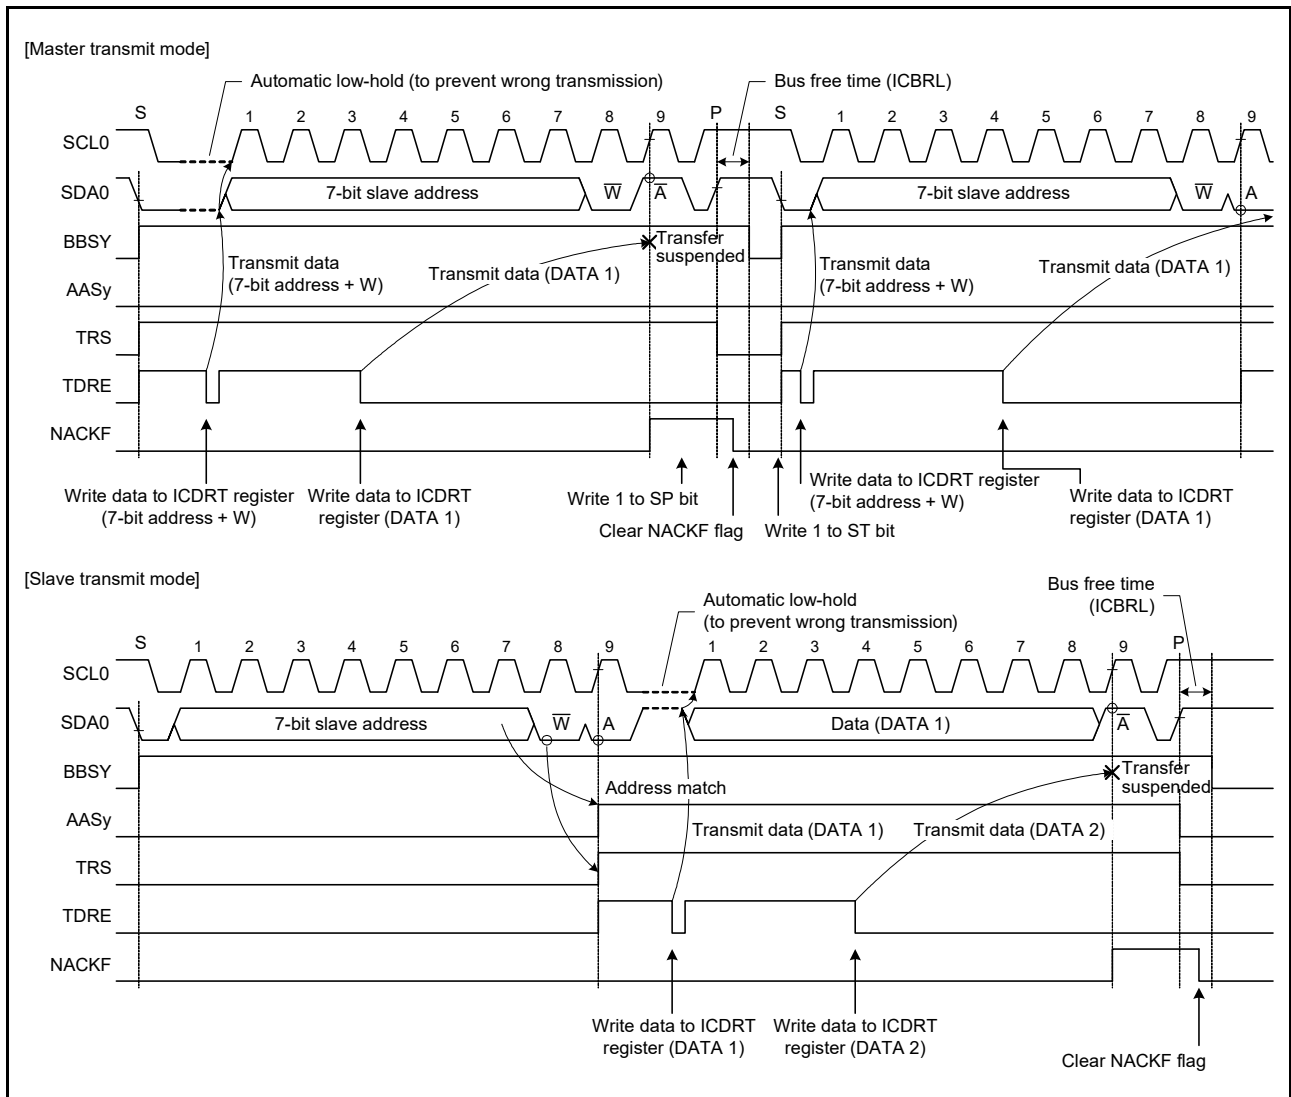 [Master transmit mode]
Automatic low-hold (to prevent wrong transmission)
Bus free time (ICBRL)
S 1 2 3 4 5 6 7 8 9 P S 1 2 3 4 5 6 7 8 9
SCL0
SDA0 7-bit slave address W̅ A̅ 7-bit slave address W̅ A
BBSY
Transfer
suspended
Transmit data
(7-bit address + W)
Transmit data (DATA 1)
Transmit data
(7-bit address + W)
Transmit data (DATA 1)
AASy
TRS
TDRE
NACKF
Write data to ICDRT register
(7-bit address + W)
Write data to ICDRT
register (DATA 1)
Write 1 to SP bit
Clear NACKF flag
Write 1 to ST bit
Write data to ICDRT register
(7-bit address + W)
Write data to ICDRT
register (DATA 1)
[Slave transmit mode]
Automatic low-hold
(to prevent wrong transmission)
Bus free time
(ICBRL)
S 1 2 3 4 5 6 7 8 9 1 2 3 4 5 6 7 8 9 P
SCL0
SDA0 7-bit slave address W̅ A Data (DATA 1) A̅
BBSY
Transfer
suspended
Address match
AASy
Transmit data (DATA 1)
Transmit data (DATA 2)
TRS
TDRE
NACKF
Write data to ICDRT
register (DATA 1)
Write data to ICDRT
register (DATA 2)
Clear NACKF flag